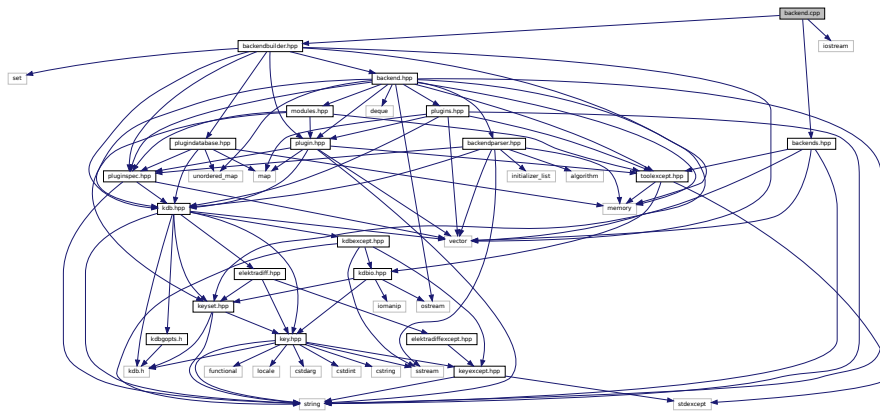 backend.cpp
backendbuilder.hpp
iostream
set
backend.hpp
modules.hpp
deque
plugins.hpp
plugindatabase.hpp
plugin.hpp
backendparser.hpp
backends.hpp
pluginspec.hpp
unordered_map
map
initializer_list
algorithm
toolexcept.hpp
kdb.hpp
memory
kdbexcept.hpp
vector
elektradiff.hpp
kdbio.hpp
keyset.hpp
iomanip
ostream
kdbgopts.h
key.hpp
elektradiffexcept.hpp
kdb.h
functional
locale
cstdarg
cstdint
cstring
sstream
keyexcept.hpp
string
stdexcept